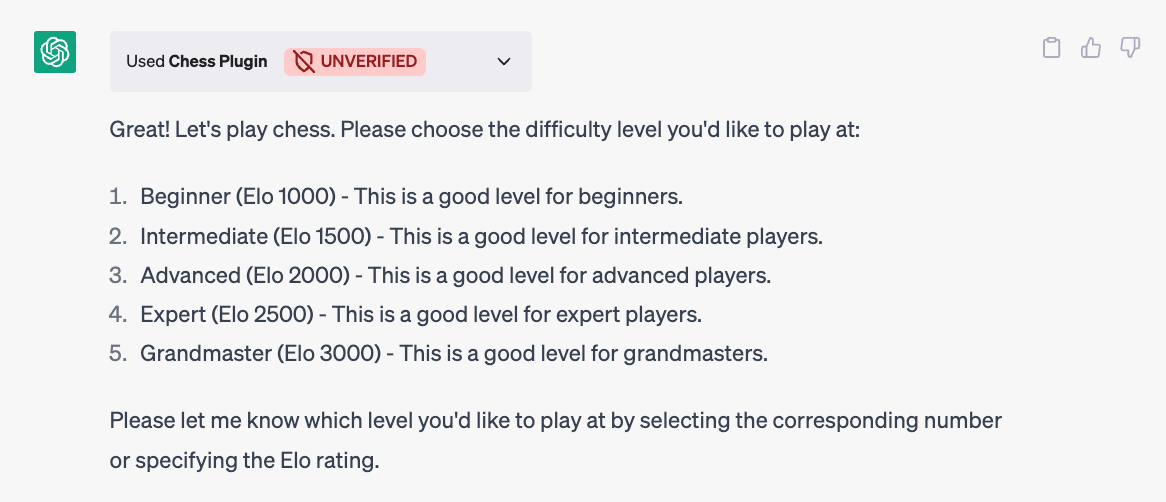 Used Chess Plugin UNVERIFIED
Great! Let's play chess. Please choose the difficulty level you'd like to play at:
1. Beginner (Elo 1000) - This is a good level for beginners.
2. Intermediate (Elo 1500) - This is a good level for intermediate players.
3. Advanced (Elo 2000) - This is a good level for advanced players.
4. Expert (Elo 2500) - This is a good level for expert players.
5. Grandmaster (Elo 3000) - This is a good level for grandmasters.
Please let me know which level you'd like to play at by selecting the corresponding number
or specifying the Elo rating.